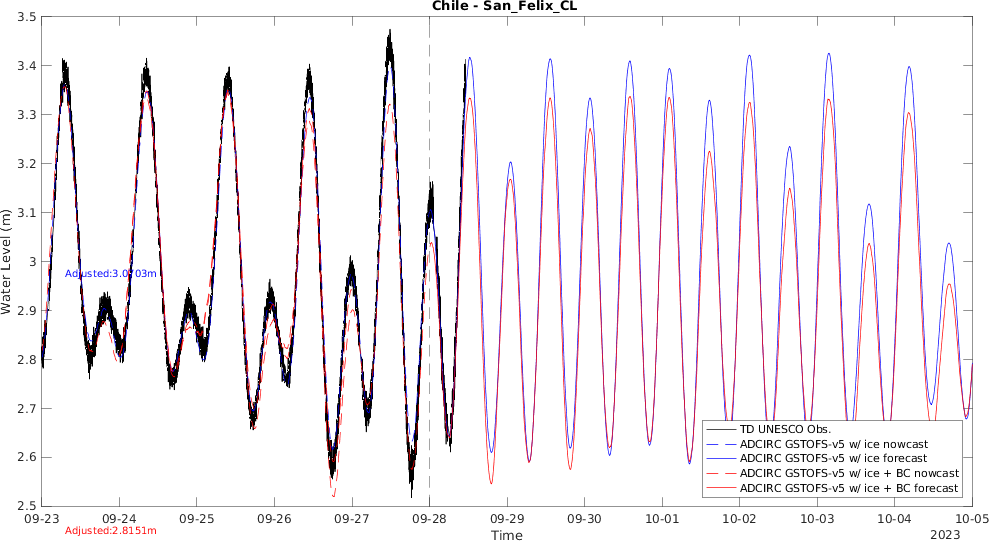 Chile - San_Felix_CL
3.5
3.4
3.3
3.2
3.1
3
2.9
2.8
2.7
2.6
2.5
Water Level (m)
Adjusted:3.0703m
Adjusted:2.8151m
TD UNESCO Obs.
ADCIRC GSTOFS-v5 w/ ice nowcast
ADCIRC GSTOFS-v5 w/ ice forecast
ADCIRC GSTOFS-v5 w/ ice + BC nowcast
ADCIRC GSTOFS-v5 w/ ice + BC forecast
09-23 09-24 09-25 09-26 09-27 09-28 09-29 09-30 10-01 10-02 10-03 10-04 10-05
Time
2023